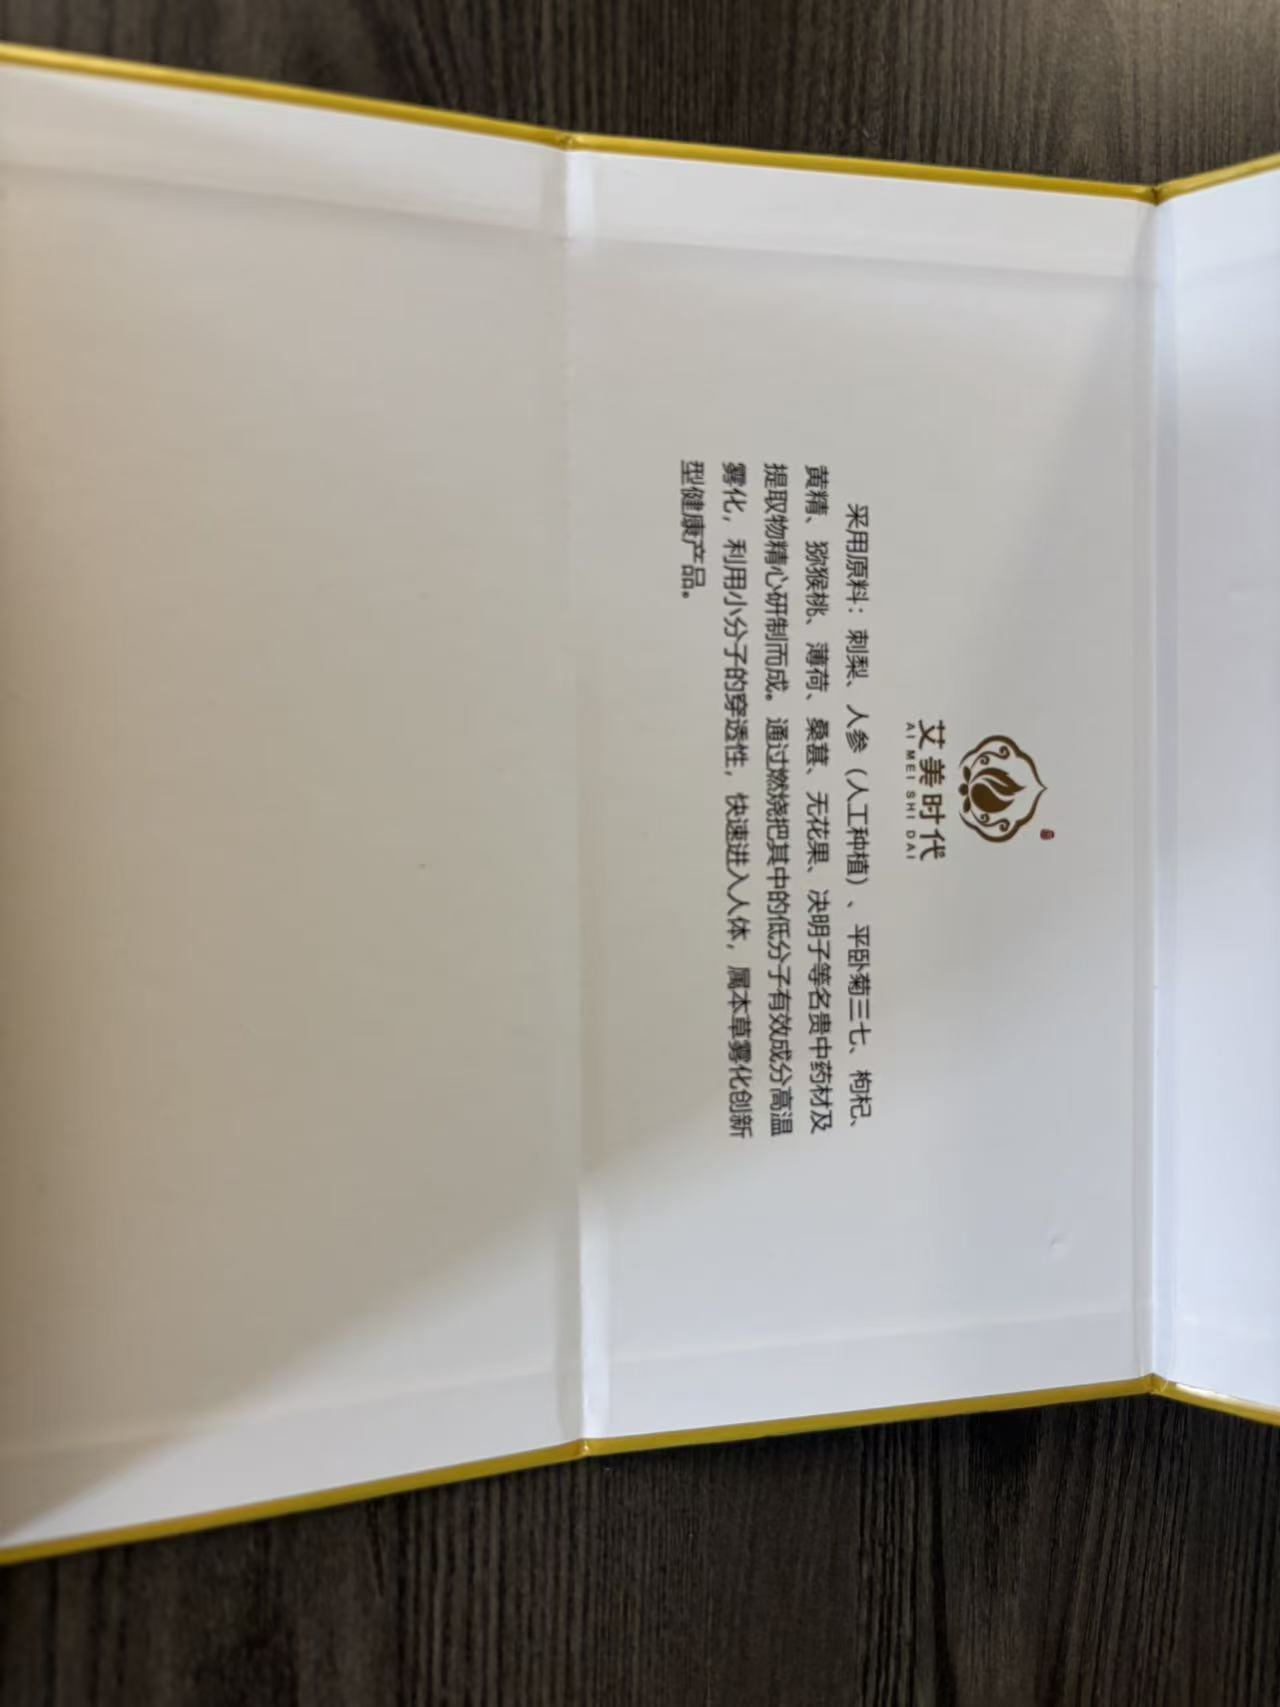 艾美时代
AI MEI SHI DAI
采用原料：刺梨、人参（人工种植）、平卧菊三七、枸杞、
黄精、猕猴桃、薄荷、桑葚、无花果、决明子等名贵中药材及
提取物精心研制而成。通过燃烧把其中的低分子有效成分高温
雾化，利用小分子的穿透性，快速进入人体，属本草雾化创新
型健康产品。